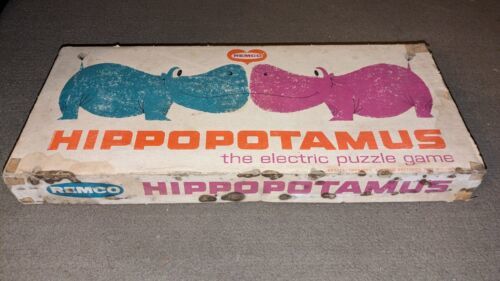 REMCO
HIPPOPOTAMUS
the electric puzzle game
REMCO
HIPPOPOTAMUS